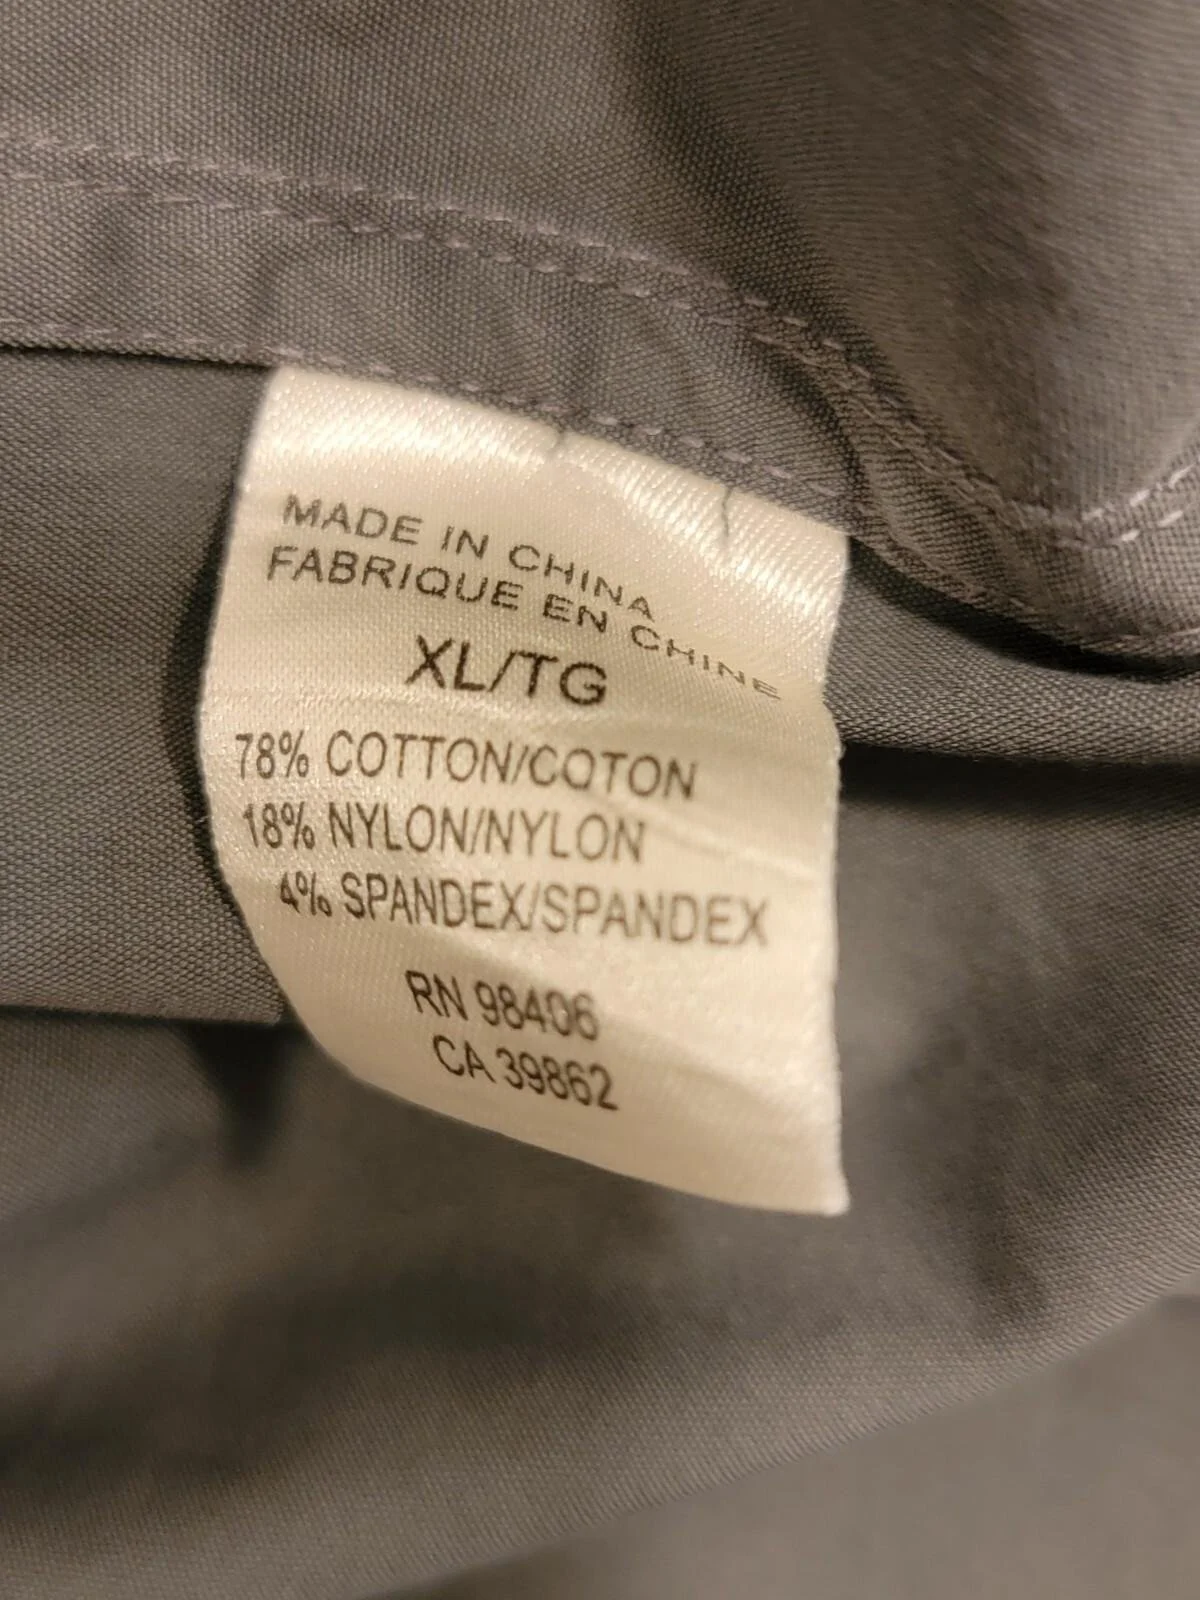 MADE IN CHINA
FABRIQUE EN CHINE
XL/TG
78% COTTON/COTON
18% NYLON/NYLON
4% SPANDEX/SPANDEX
RN 98406
CA 39862